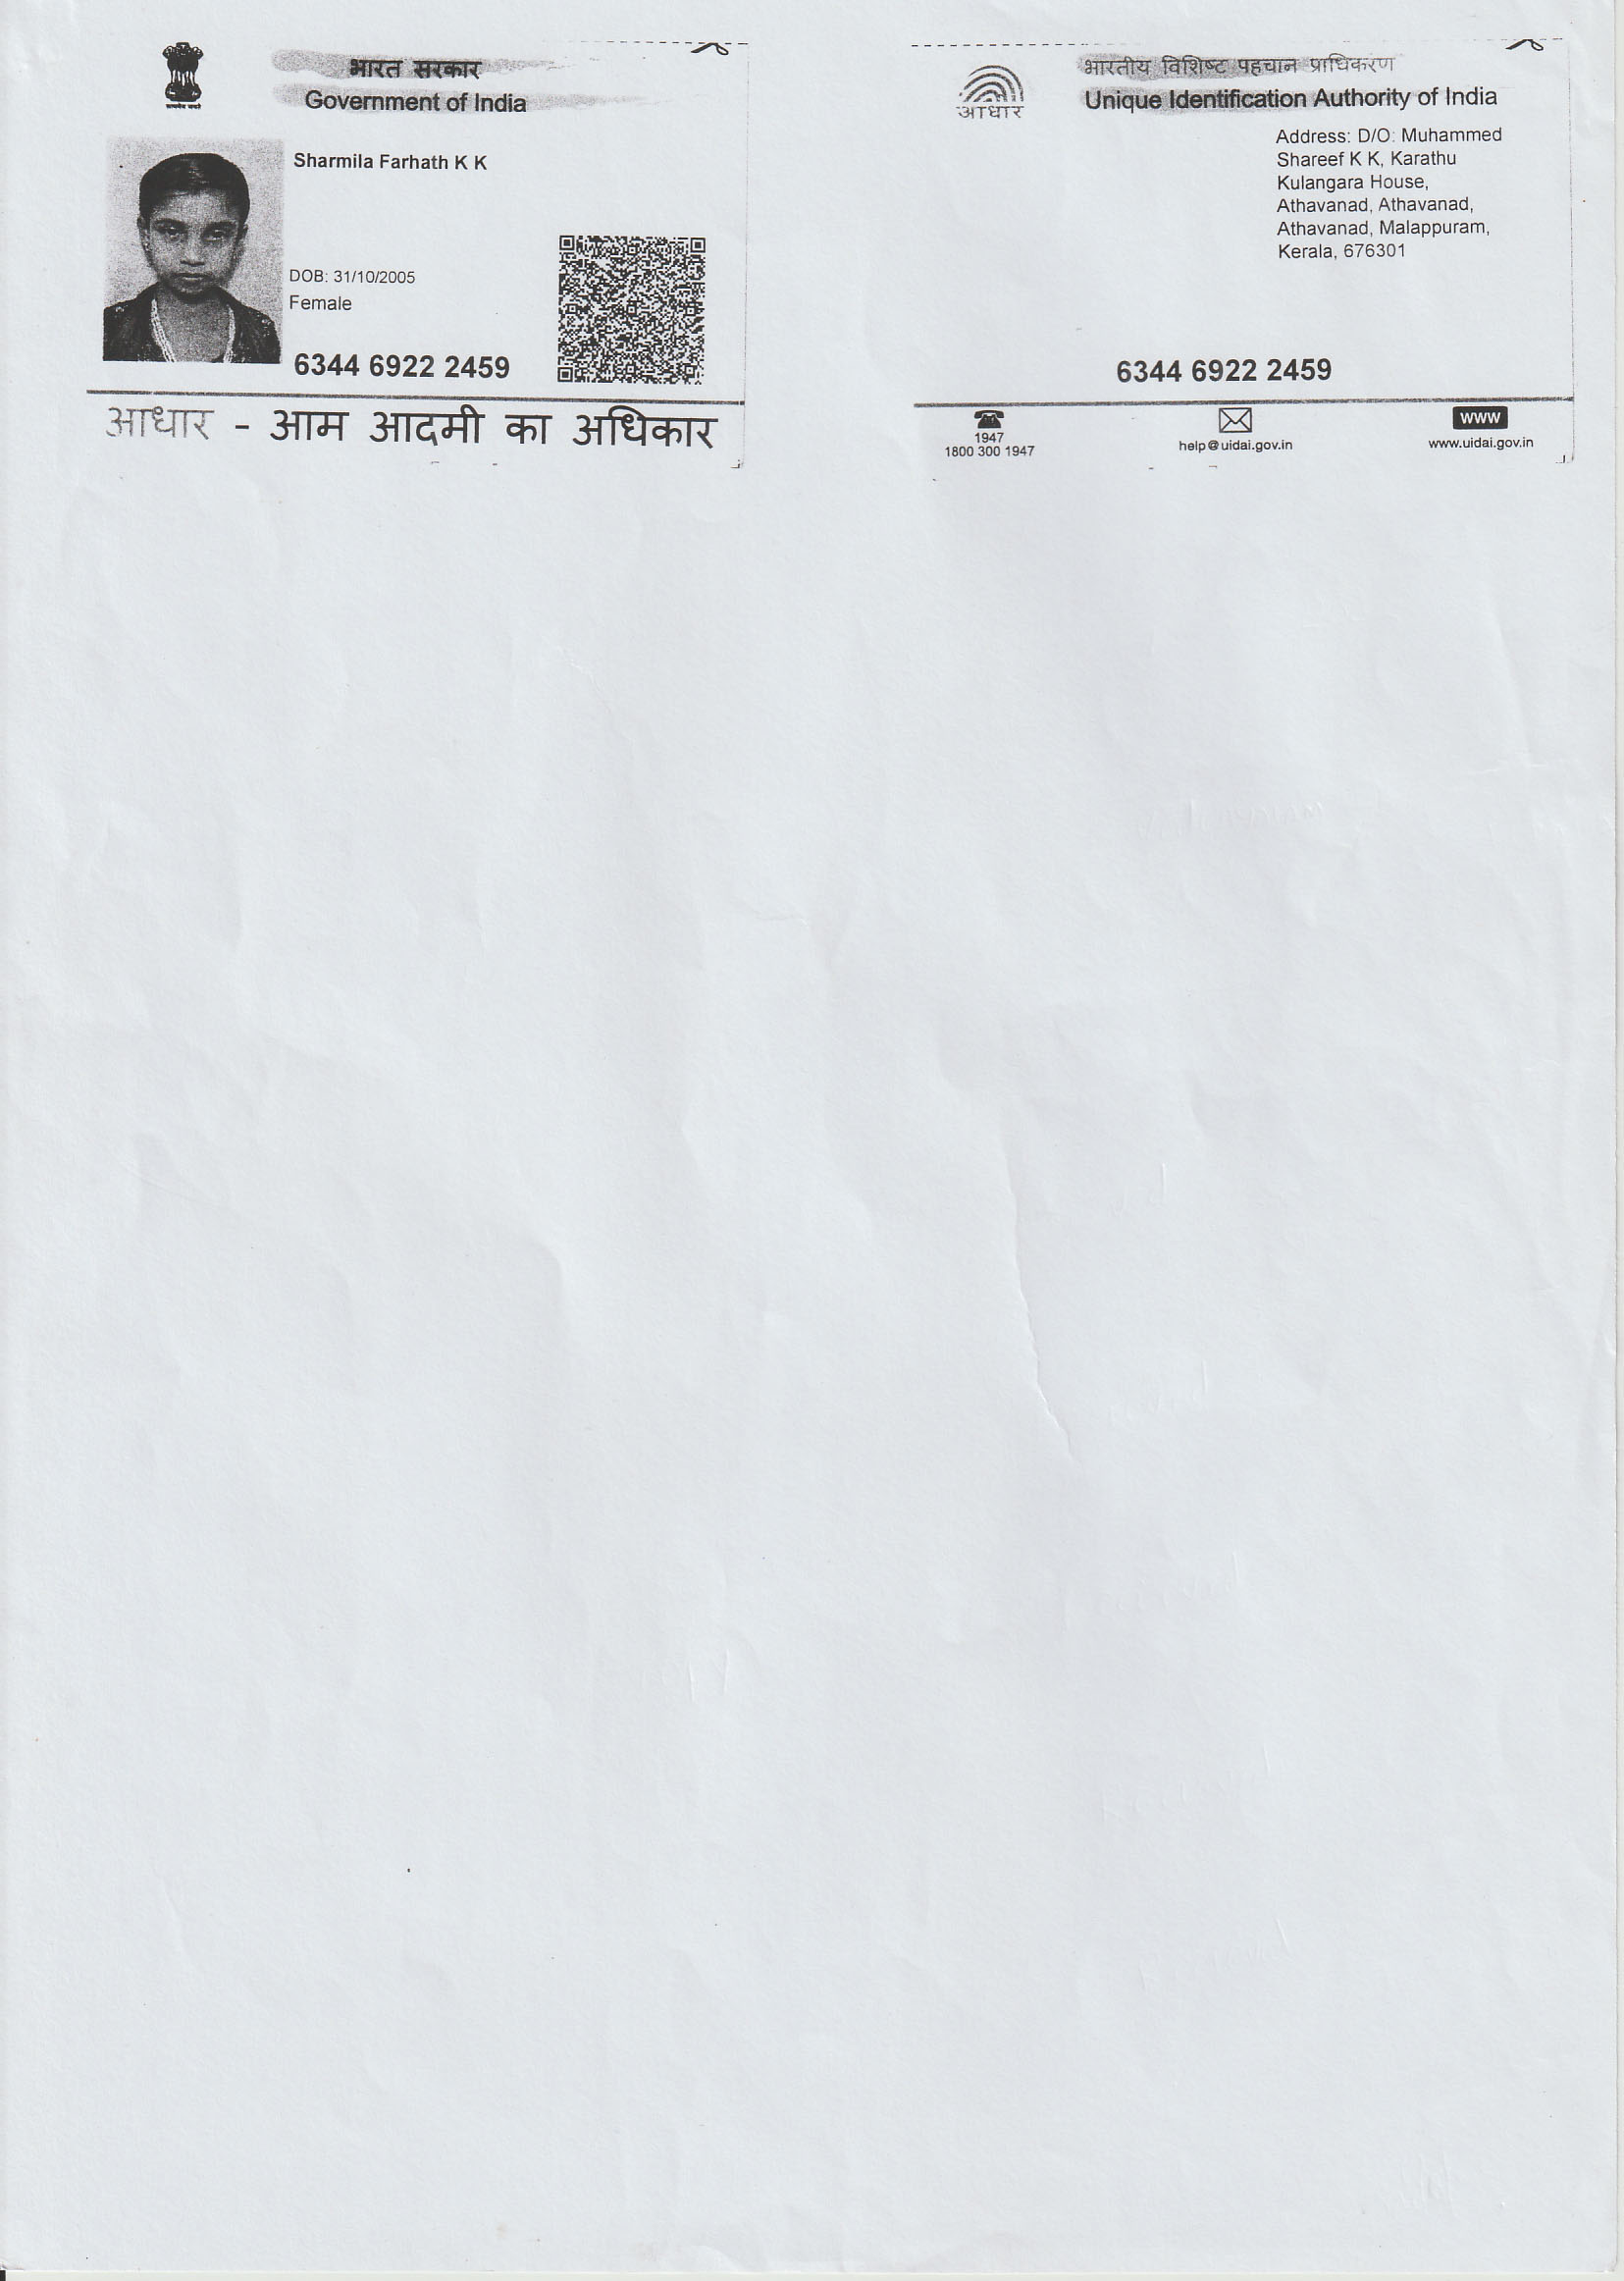 भारत सरकार
Government of India
Sharmila Farhath K K
DOB: 31/10/2005
Female
6344 6922 2459
आधार - आम आदमी का अधिकार
भारतीय विशिष्ट पहचान प्राधिकरण
Unique Identification Authority of India
आधार
Address: D/O: Muhammed
Shareef K K, Karathu
Kulangara House,
Athavanad, Athavanad,
Athavanad, Malappuram,
Kerala, 676301
6344 6922 2459
1947
1800 300 1947
help@uidai.gov.in
WWW
www.uidai.gov.in